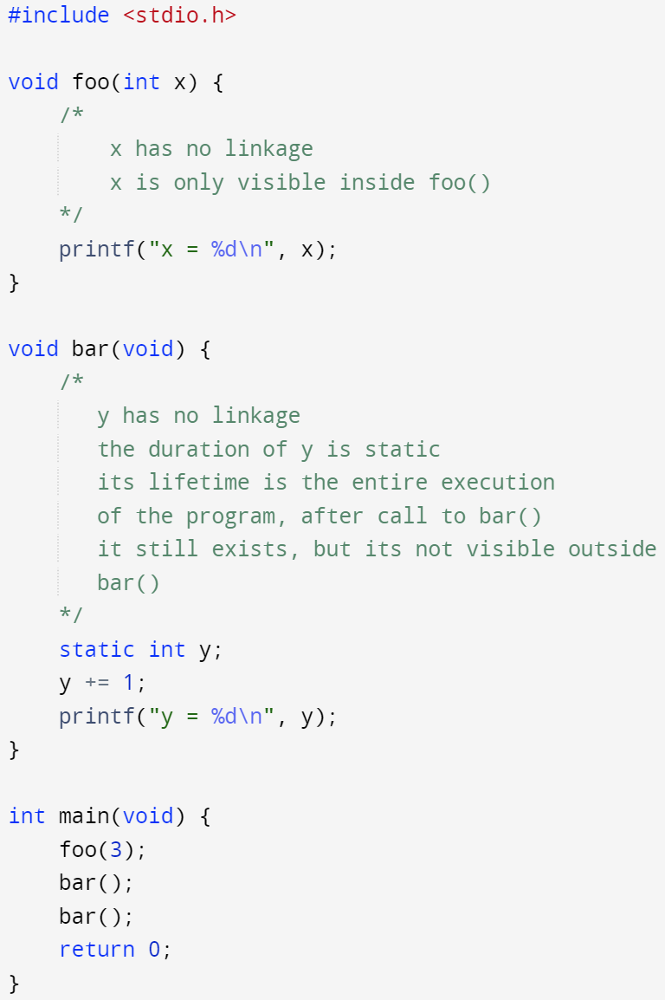 #include <stdio.h>

void foo(int x) {
    /*
        x has no linkage
        x is only visible inside foo()
    */
    printf("x = %d\n", x);
}

void bar(void) {
    /*
       y has no linkage
       the duration of y is static
       its lifetime is the entire execution
       of the program, after call to bar()
       it still exists, but its not visible outside
       bar()
    */
    static int y;
    y += 1;
    printf("y = %d\n", y);
}

int main(void) {
    foo(3);
    bar();
    bar();
    return 0;
}